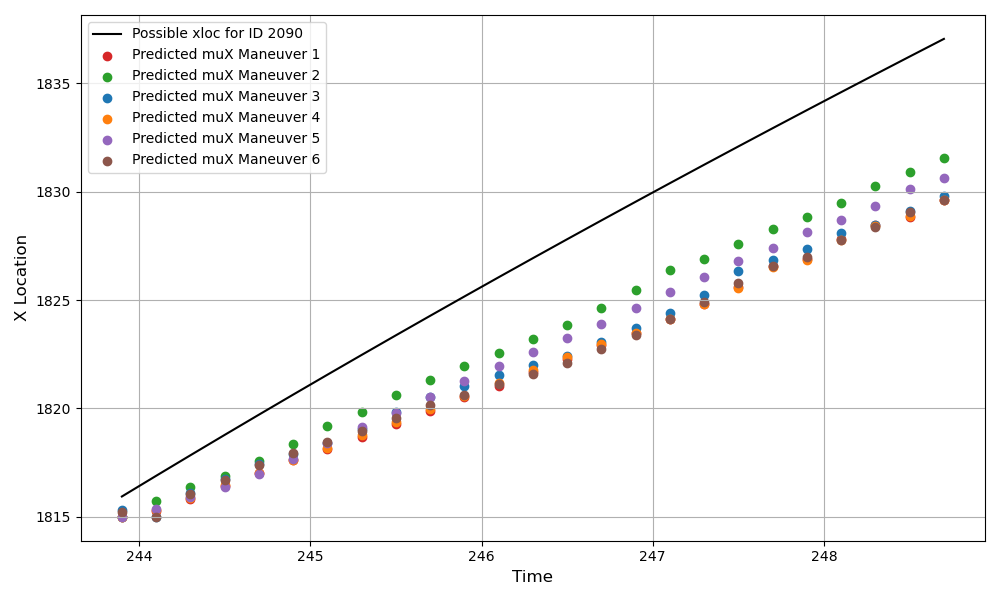 Possible xloc for ID 2090
Predicted muX Maneuver 1
Predicted muX Maneuver 2
Predicted muX Maneuver 3
Predicted muX Maneuver 4
Predicted muX Maneuver 5
Predicted muX Maneuver 6
1835
1830
1825
1820
1815
X Location
244 245 246 247 248
Time